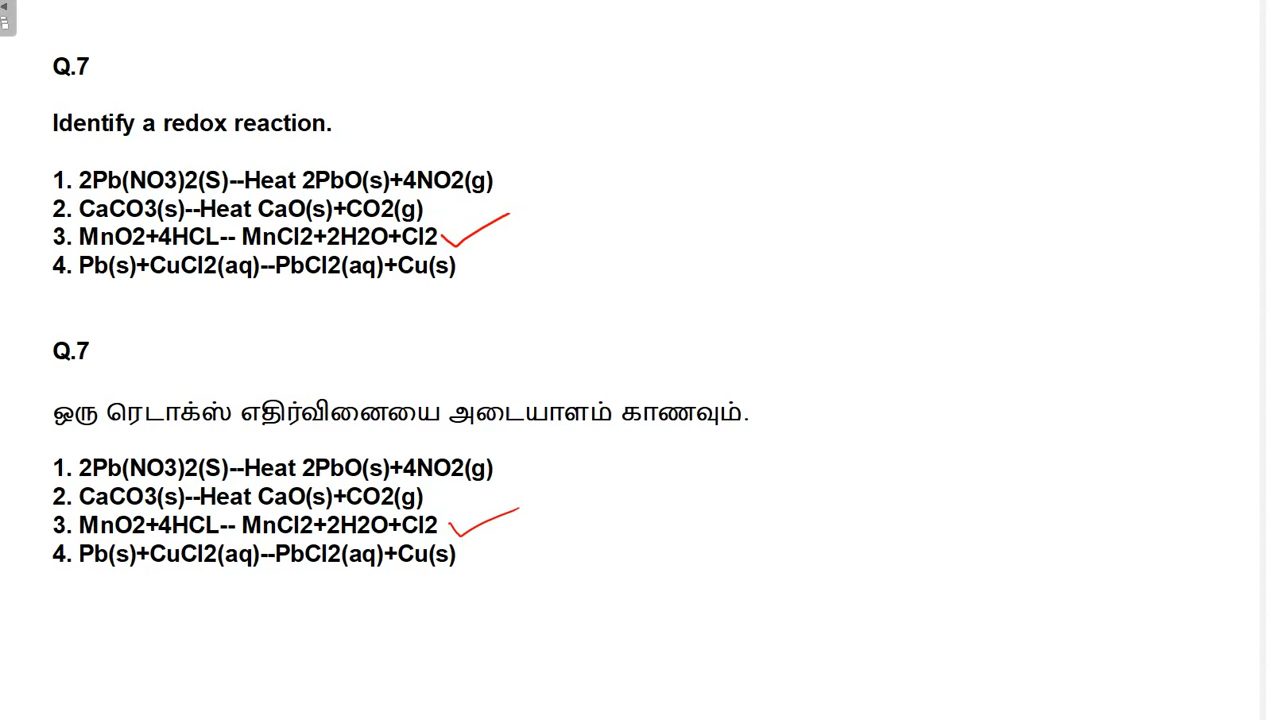 Q.7
Identify a redox reaction.
1. 2Pb(NO3)2(S)--Heat 2PbO(s)+4NO2(g)
2. CaCO3(s)--Heat CaO(s)+CO2(g)
3. MnO2+4HCL-- MnCl2+2H2O+Cl2
4. Pb(s)+CuCl2(aq)--PbCl2(aq)+Cu(s)
Q.7
ஒரு ரெடாக்ஸ் எதிர்வினையை அடையாளம் காணவும்.
1. 2Pb(NO3)2(S)--Heat 2PbO(s)+4NO2(g)
2. CaCO3(s)--Heat CaO(s)+CO2(g)
3. MnO2+4HCL-- MnCl2+2H2O+Cl2
4. Pb(s)+CuCl2(aq)--PbCl2(aq)+Cu(s)